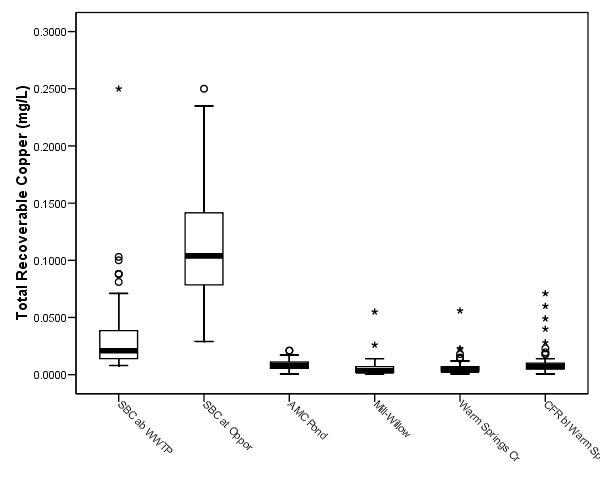 Total Recoverable Copper (mg/L)
0.3000
0.2500
0.2000
0.1500
0.1000
0.0500
0.0000
SBC ab WWTP
SBC at Oppor
AMC Pond
Mill-Willow
Warm Springs Cr
CFR bl Warm Sp